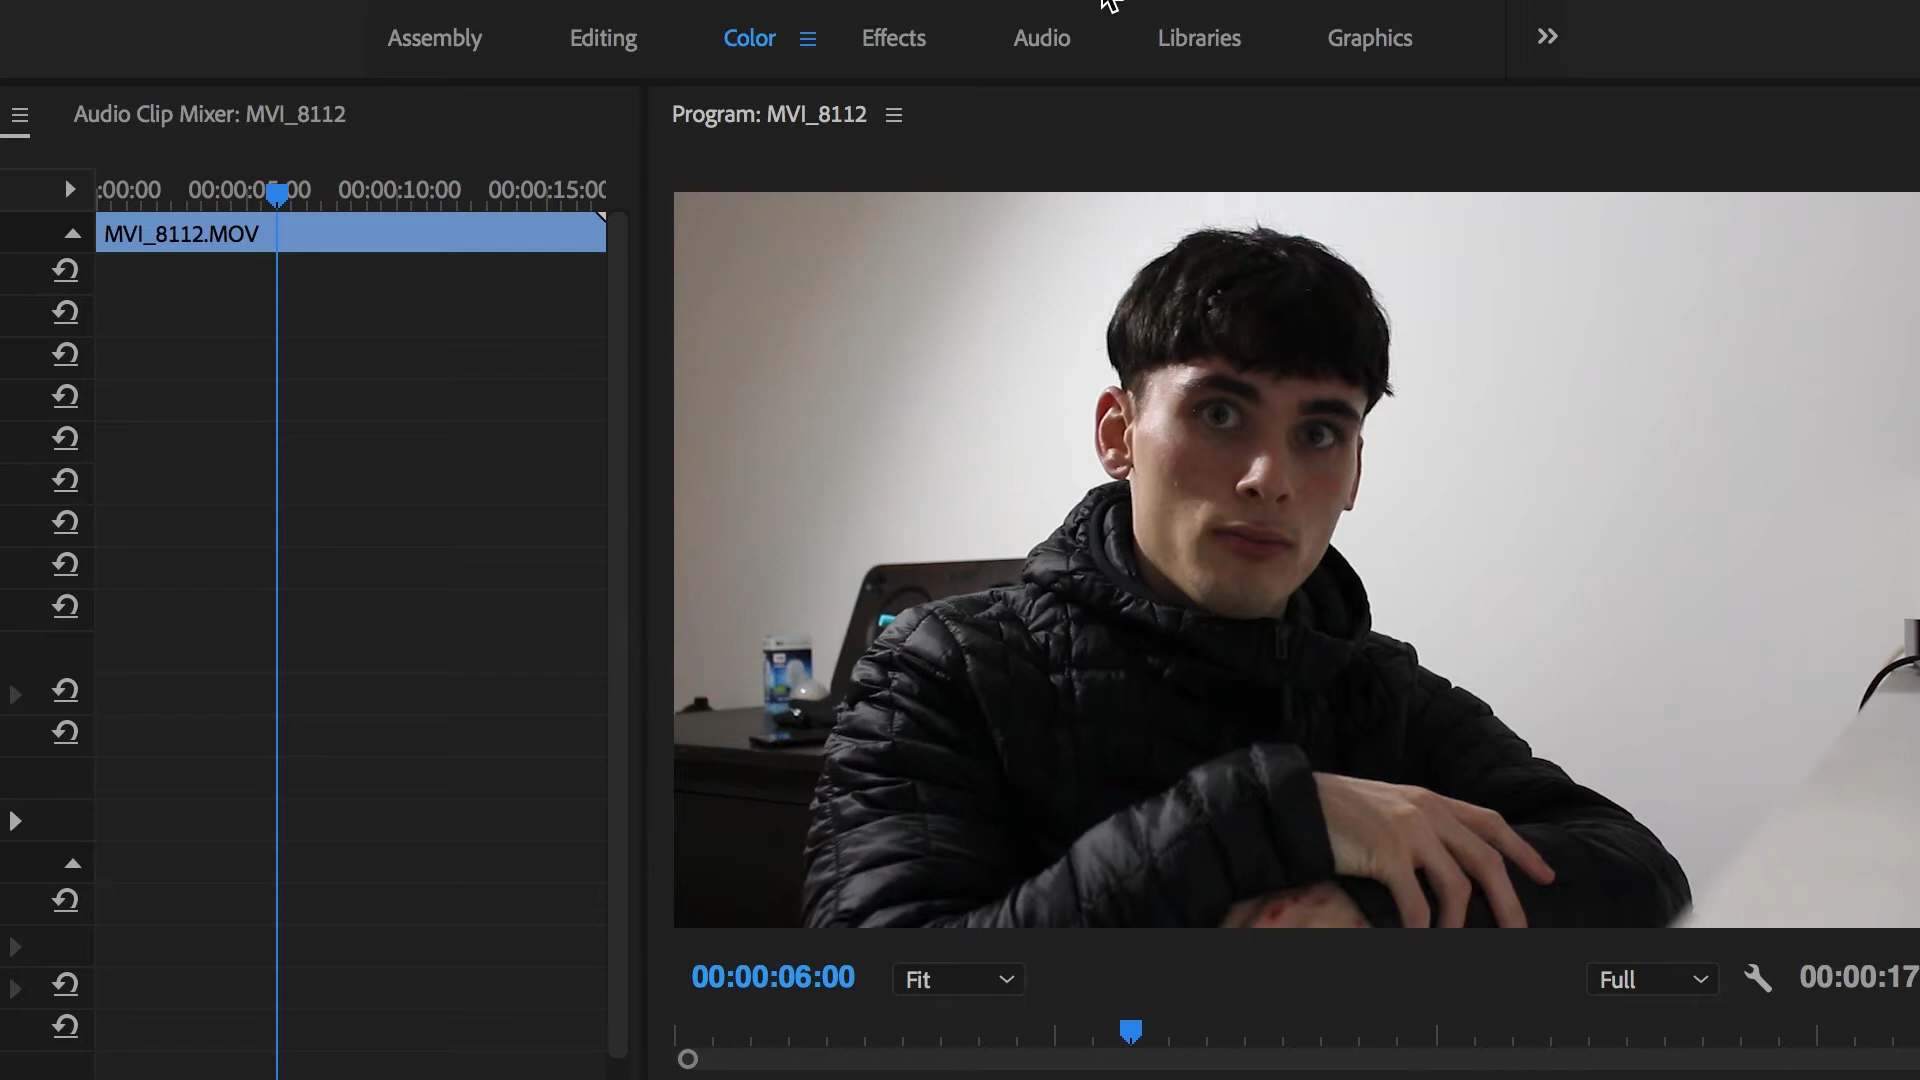 Assembly Editing Color Effects Audio Libraries Graphics
Audio Clip Mixer: MVI_8112
Program: MVI_8112
:00:00 00:00:05:00 00:00:10:00 00:00:15:00
MVI_8112.MOV
00:00:06:00 Fit Full 00:00:17